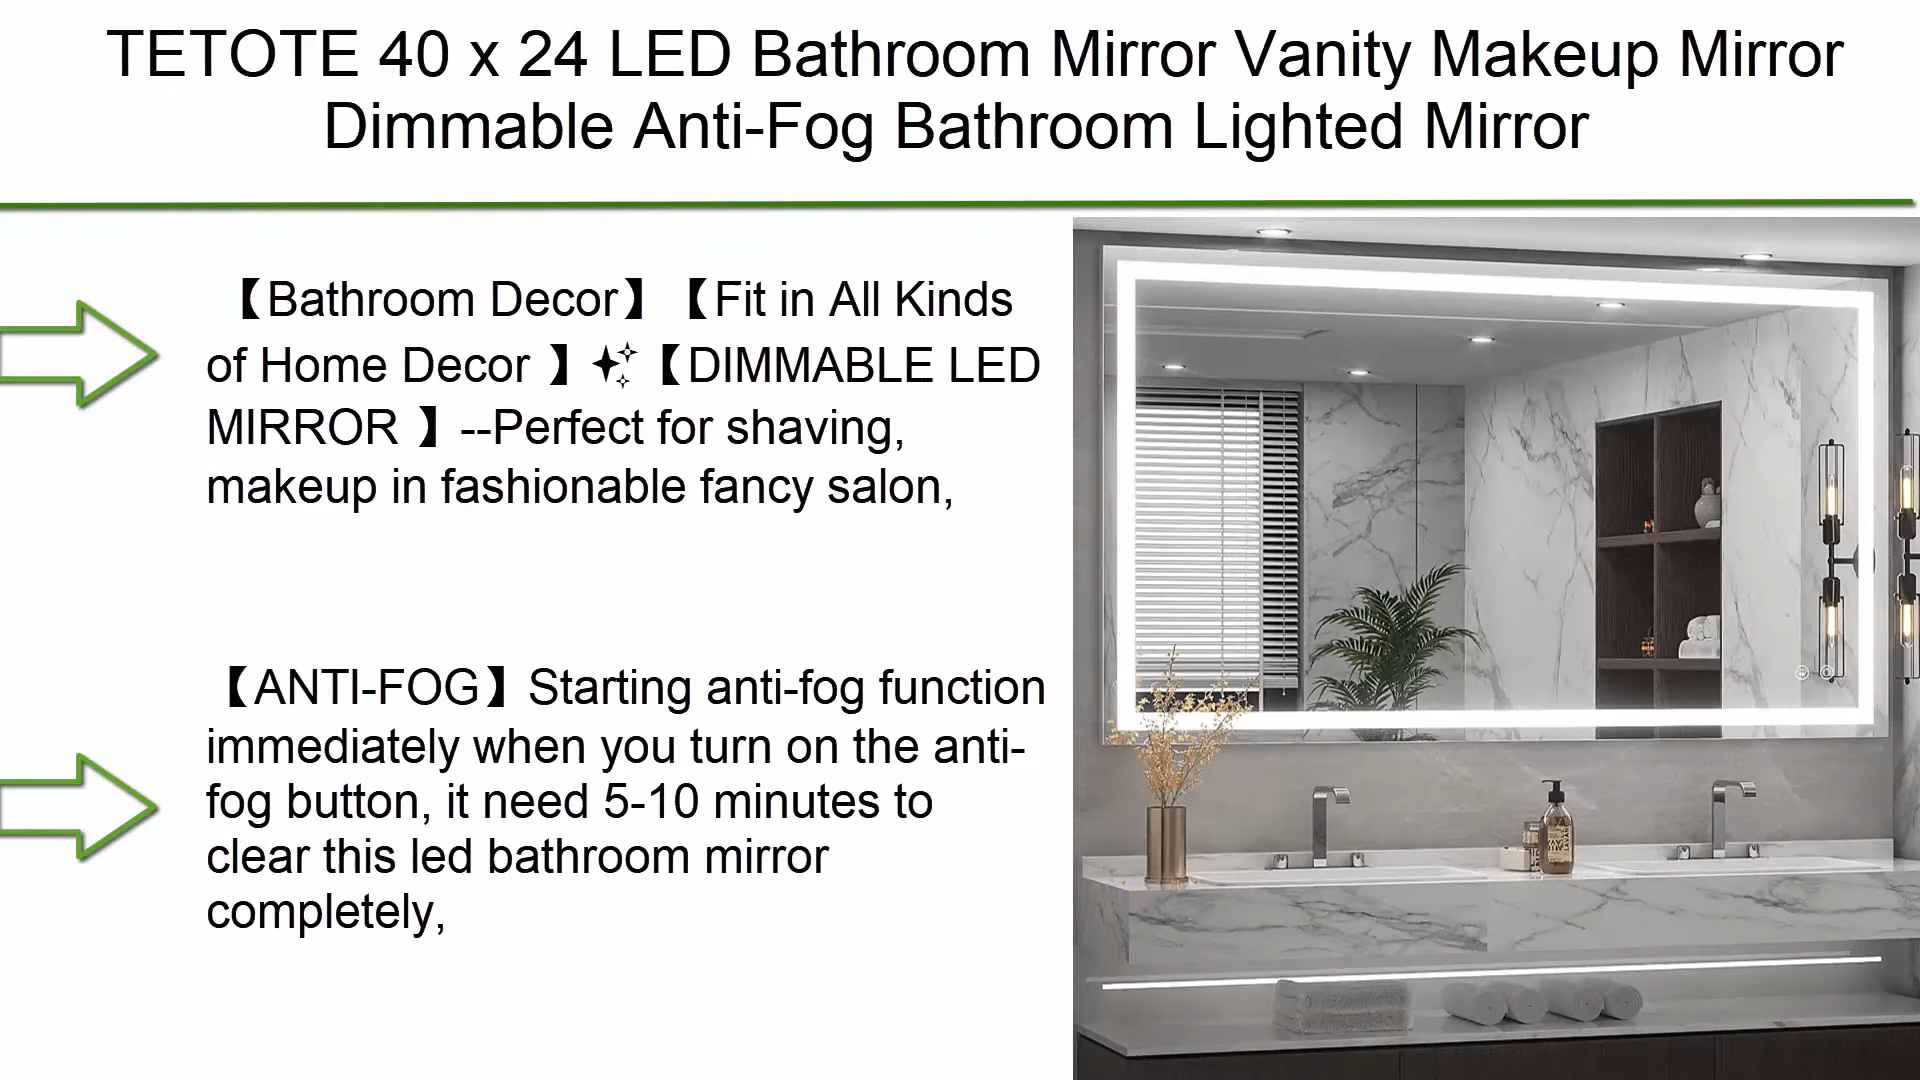 TETOTE 40 x 24 LED Bathroom Mirror Vanity Makeup Mirror
Dimmable Anti-Fog Bathroom Lighted Mirror
【Bathroom Decor】【Fit in All Kinds
of Home Decor 】✨【DIMMABLE LED
MIRROR 】--Perfect for shaving,
makeup in fashionable fancy salon,
【ANTI-FOG】Starting anti-fog function
immediately when you turn on the anti-
fog button, it need 5-10 minutes to
clear this led bathroom mirror
completely,